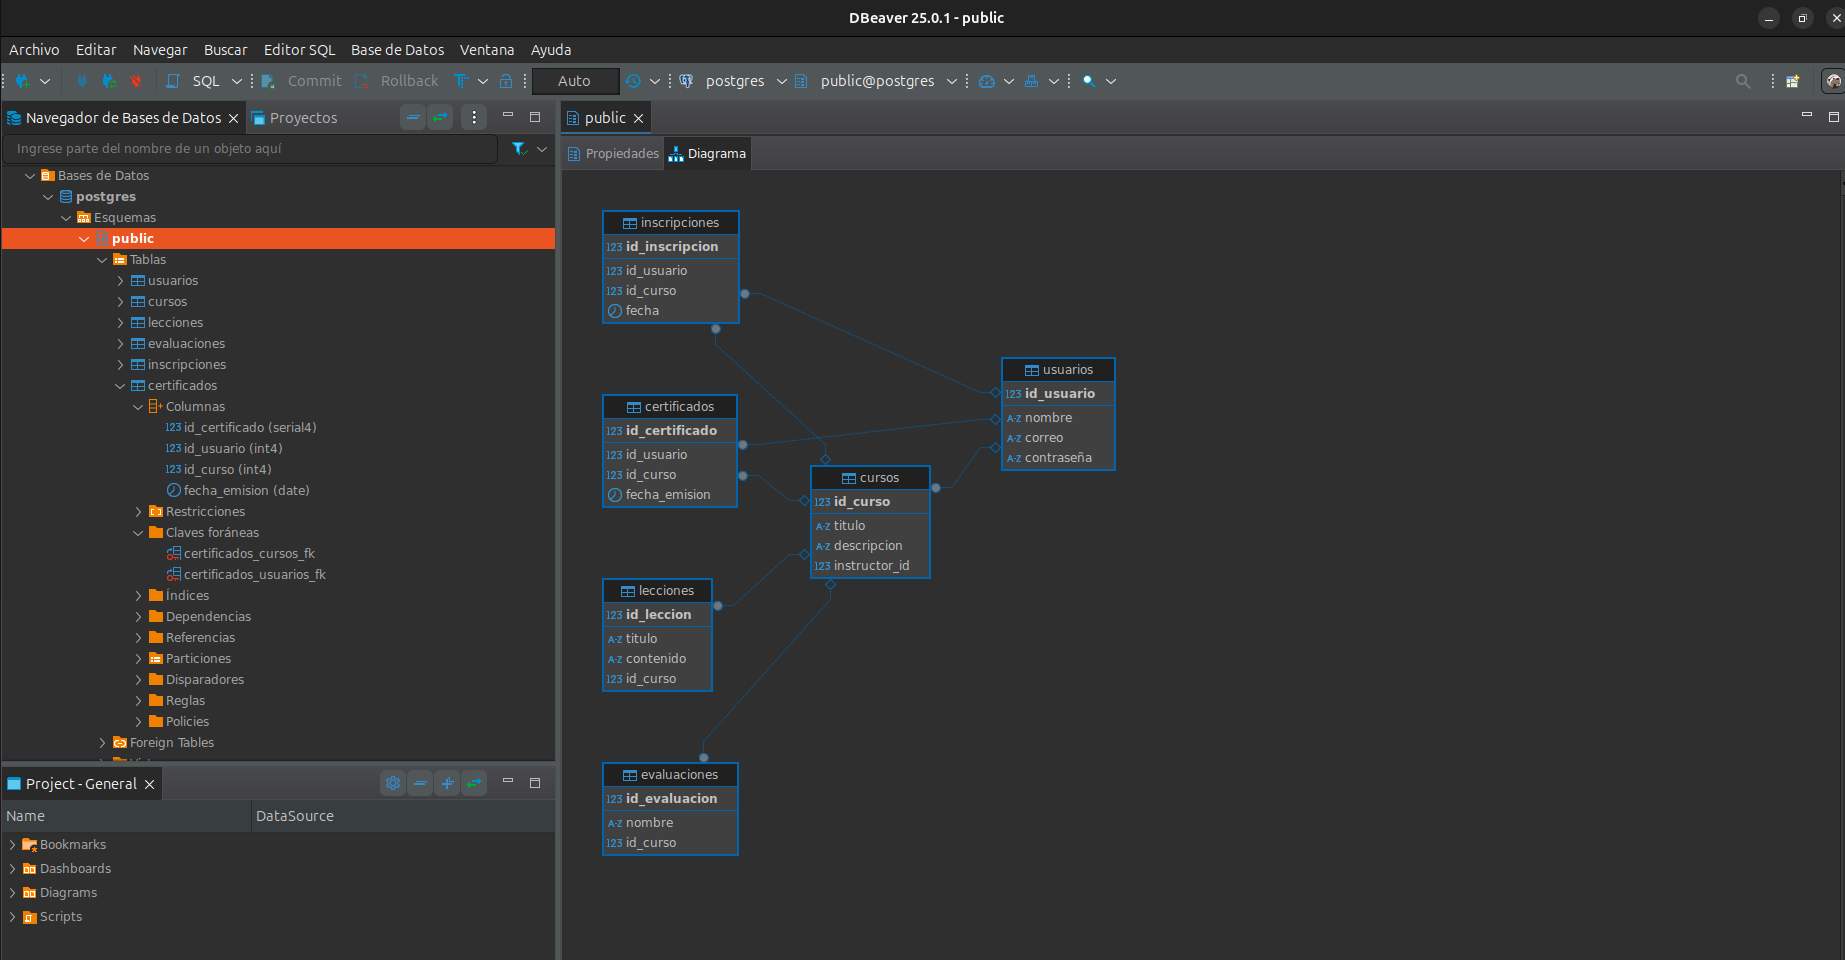 DBeaver 25.0.1 - public
Archivo Editar Navegar Buscar Editor SQL Base de Datos Ventana Ayuda
SQL Commit Rollback Auto postgres public@postgres
Navegador de Bases de Datos Proyectos
Ingrese parte del nombre de un objeto aquí
Bases de Datos
postgres
Esquemas
public
Tablas
usuarios
cursos
lecciones
evaluaciones
inscripciones
certificados
Columnas
123 id_certificado (serial4)
123 id_usuario (int4)
123 id_curso (int4)
fecha_emision (date)
Restricciones
Claves foráneas
certificados_cursos_fk
certificados_usuarios_fk
Índices
Dependencias
Referencias
Particiones
Disparadores
Reglas
Policies
Foreign Tables
Project - General
Name DataSource
Bookmarks
Dashboards
Diagrams
Scripts
public
Propiedades Diagrama
inscripciones
123 id_inscripcion
123 id_usuario
123 id_curso
fecha
usuarios
123 id_usuario
A-Z nombre
A-Z correo
A-Z contraseña
certificados
123 id_certificado
123 id_usuario
123 id_curso
fecha_emision
cursos
123 id_curso
A-Z titulo
A-Z descripcion
123 instructor_id
lecciones
123 id_leccion
A-Z titulo
A-Z contenido
123 id_curso
evaluaciones
123 id_evaluacion
A-Z nombre
123 id_curso